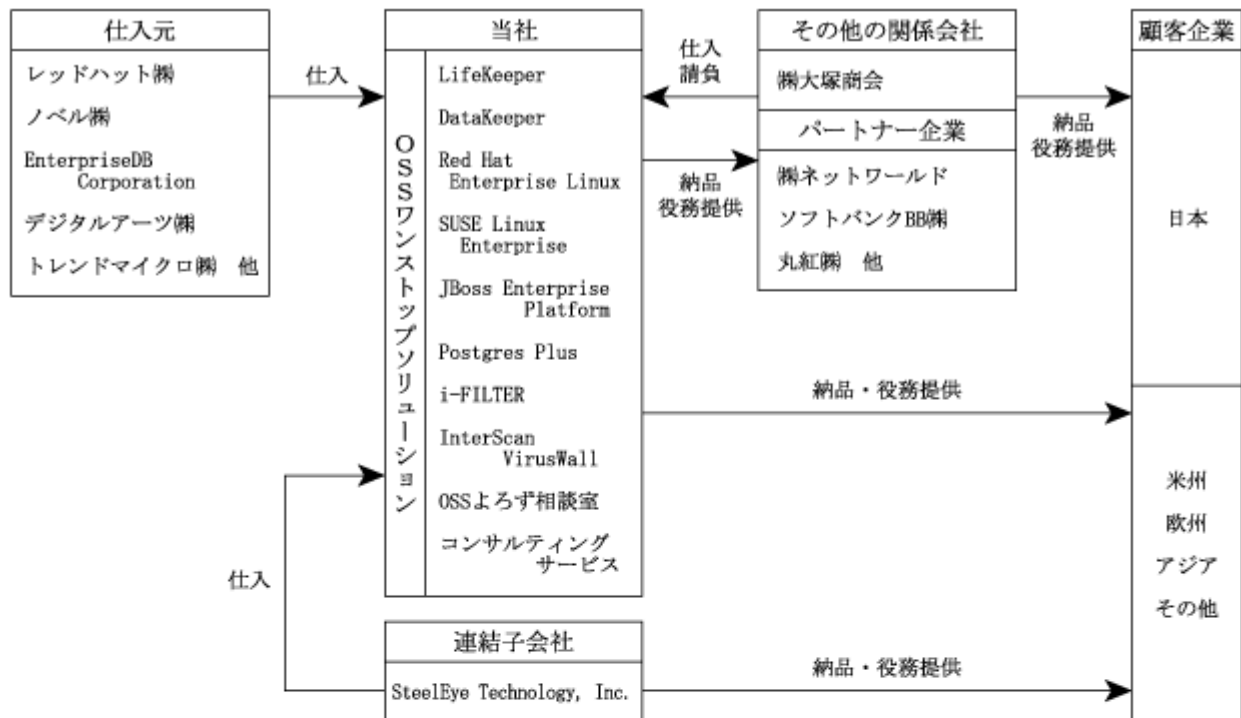 仕入元
レッドハット㈱
ノベル㈱
EnterpriseDB
Corporation
デジタルアーツ㈱
トレンドマイクロ㈱　他
仕入
当社
OSSワンストップソリューション
LifeKeeper
DataKeeper
Red Hat
Enterprise Linux
SUSE Linux
Enterprise
JBoss Enterprise
Platform
Postgres Plus
i-FILTER
InterScan
VirusWall
OSSよろず相談室
コンサルティング
サービス
仕入
請負
納品
役務提供
その他の関係会社
㈱大塚商会
パートナー企業
㈱ネットワールド
ソフトバンクBB㈱
丸紅㈱　他
納品
役務提供
顧客企業
日本
納品・役務提供
米州
欧州
アジア
その他
仕入
連結子会社
SteelEye Technology, Inc.
納品・役務提供